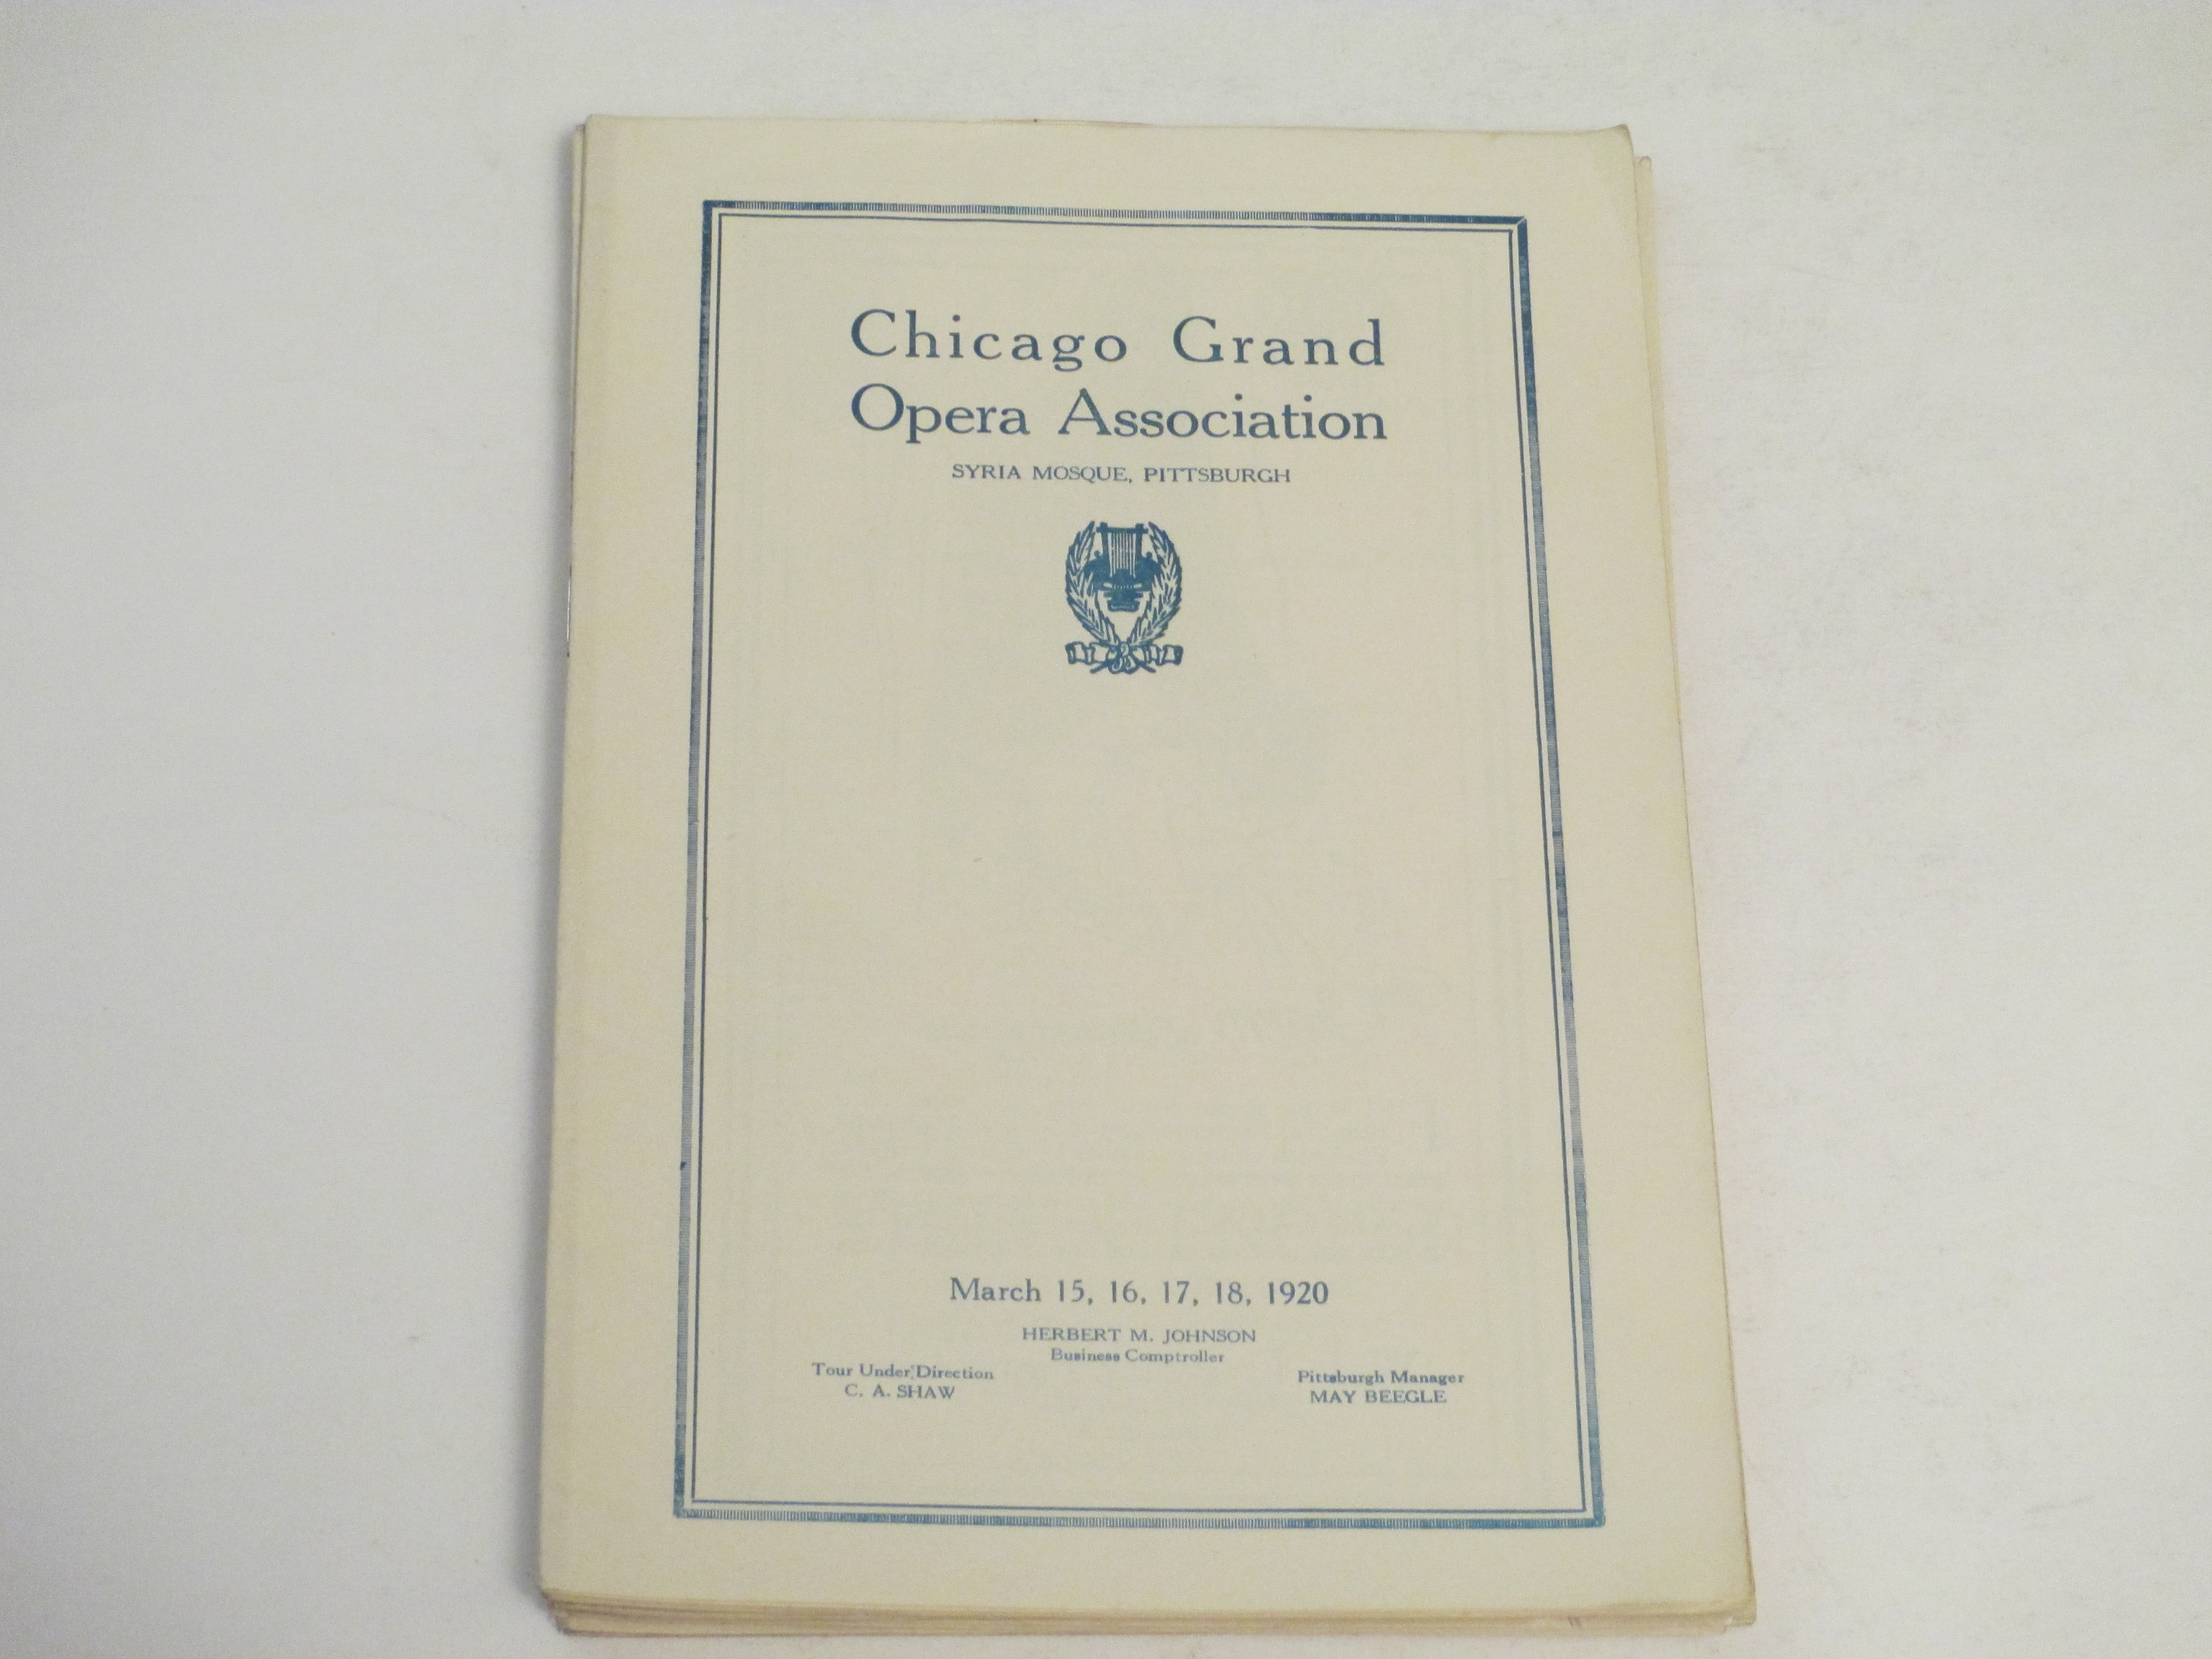 Chicago Grand
Opera Association
SYRIA MOSQUE, PITTSBURGH
March 15, 16, 17, 18, 1920
HERBERT M. JOHNSON
Business Comptroller
Tour Under Direction
C. A. SHAW
Pittsburgh Manager
MAY BEEGLE